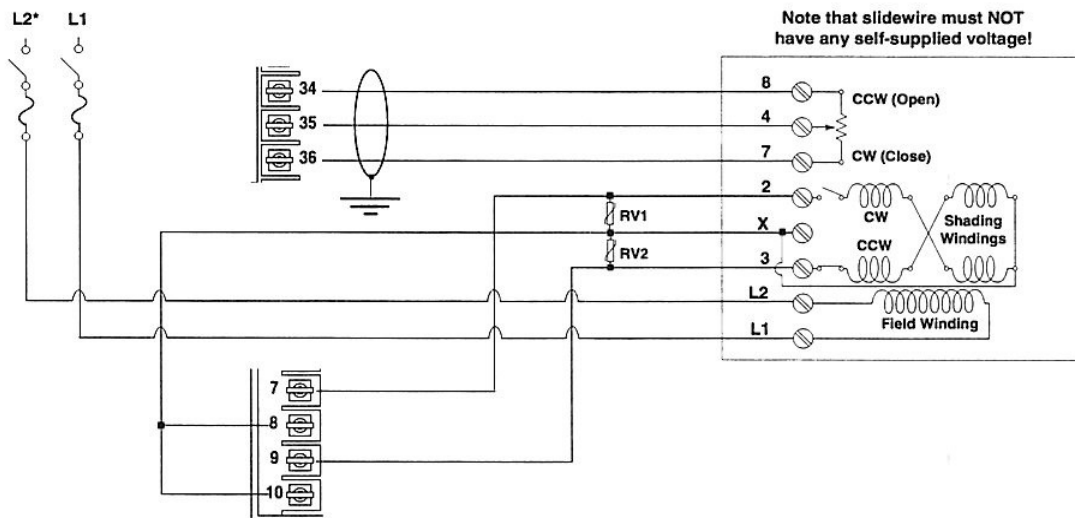 L2* L1
Note that slidewire must NOT
have any self-supplied voltage!
34
35
36
8
4
7
CCW (Open)
CW (Close)
2
X
3
RV1
RV2
CW
CCW
Shading
Windings
L2
L1
Field Winding
7
8
9
10